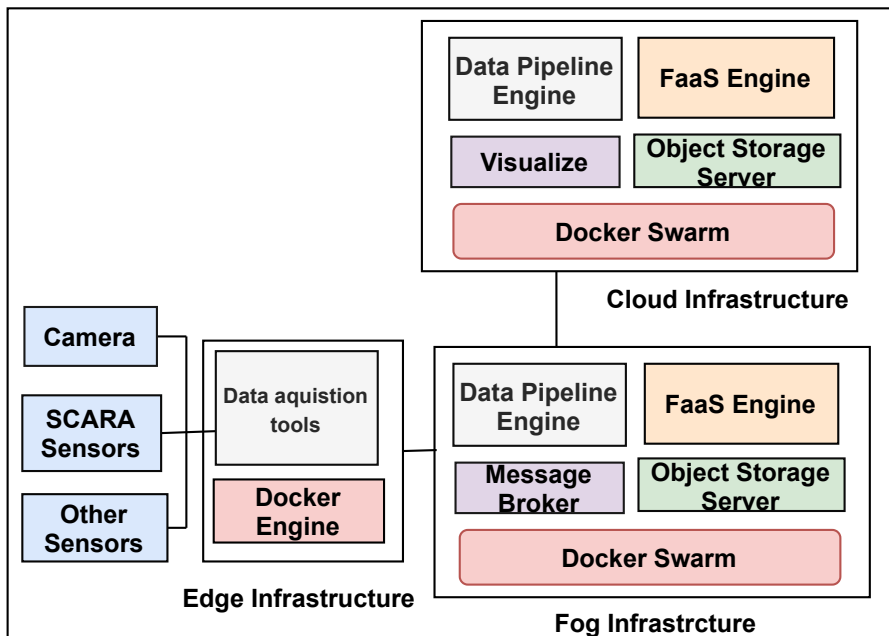 Data Pipeline
Engine
FaaS Engine
Visualize
Object Storage
Server
Docker Swarm
Cloud Infrastructure
Camera
SCARA
Sensors
Other
Sensors
Data aquistion
tools
Docker
Engine
Edge Infrastructure
Data Pipeline
Engine
FaaS Engine
Message
Broker
Object Storage
Server
Docker Swarm
Fog Infrastrcture